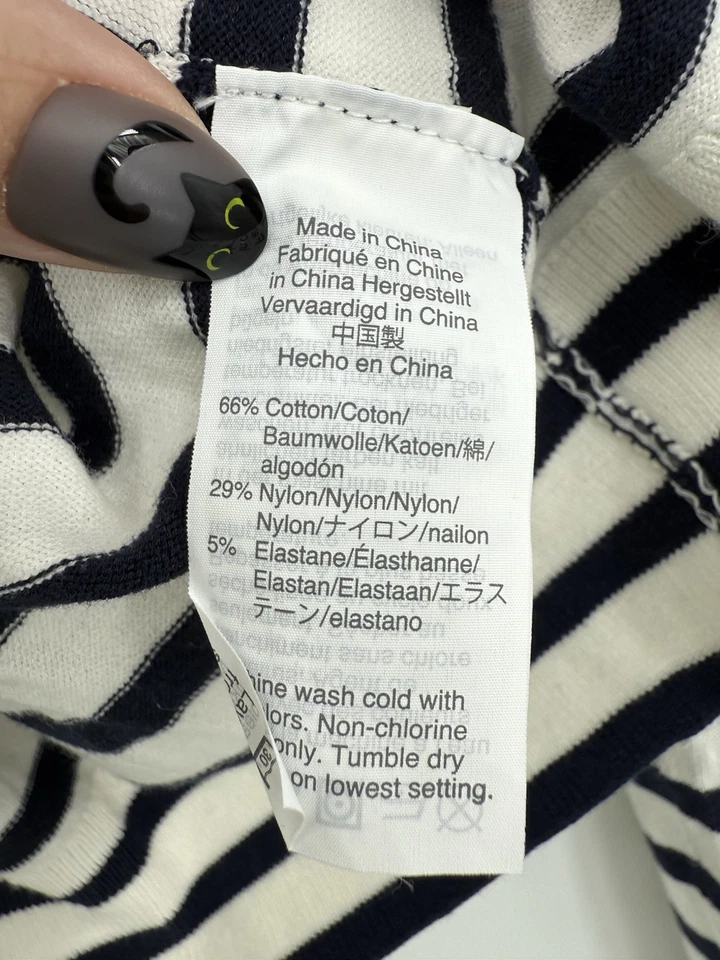 Made in China
Fabriqué en Chine
in China Hergestellt
Vervaardigd in China
中国製
Hecho en China
66% Cotton/Coton/
Baumwolle/Katoen/綿/
algodón
29% Nylon/Nylon/Nylon/
Nylon/ナイロン/nailon
5% Elastane/Élasthanne/
Elastan/Elastaan/エラス
テーン/elastano
wash cold with
Non-chlorine
only. Tumble dry
on lowest setting.